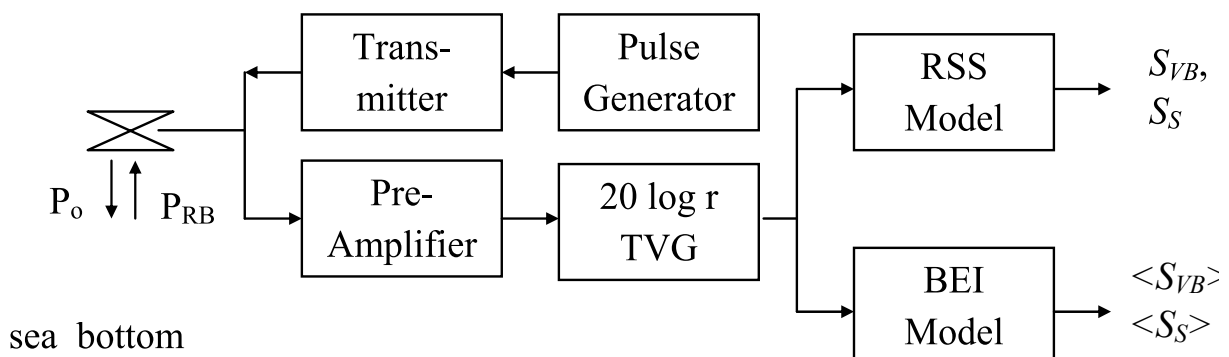 Trans-
mitter
Pulse
Generator
RSS
Model
S_VB,
S_S
P_o
P_RB
Pre-
Amplifier
20 log r
TVG
BEI
Model
<S_VB>
<S_S>
sea bottom